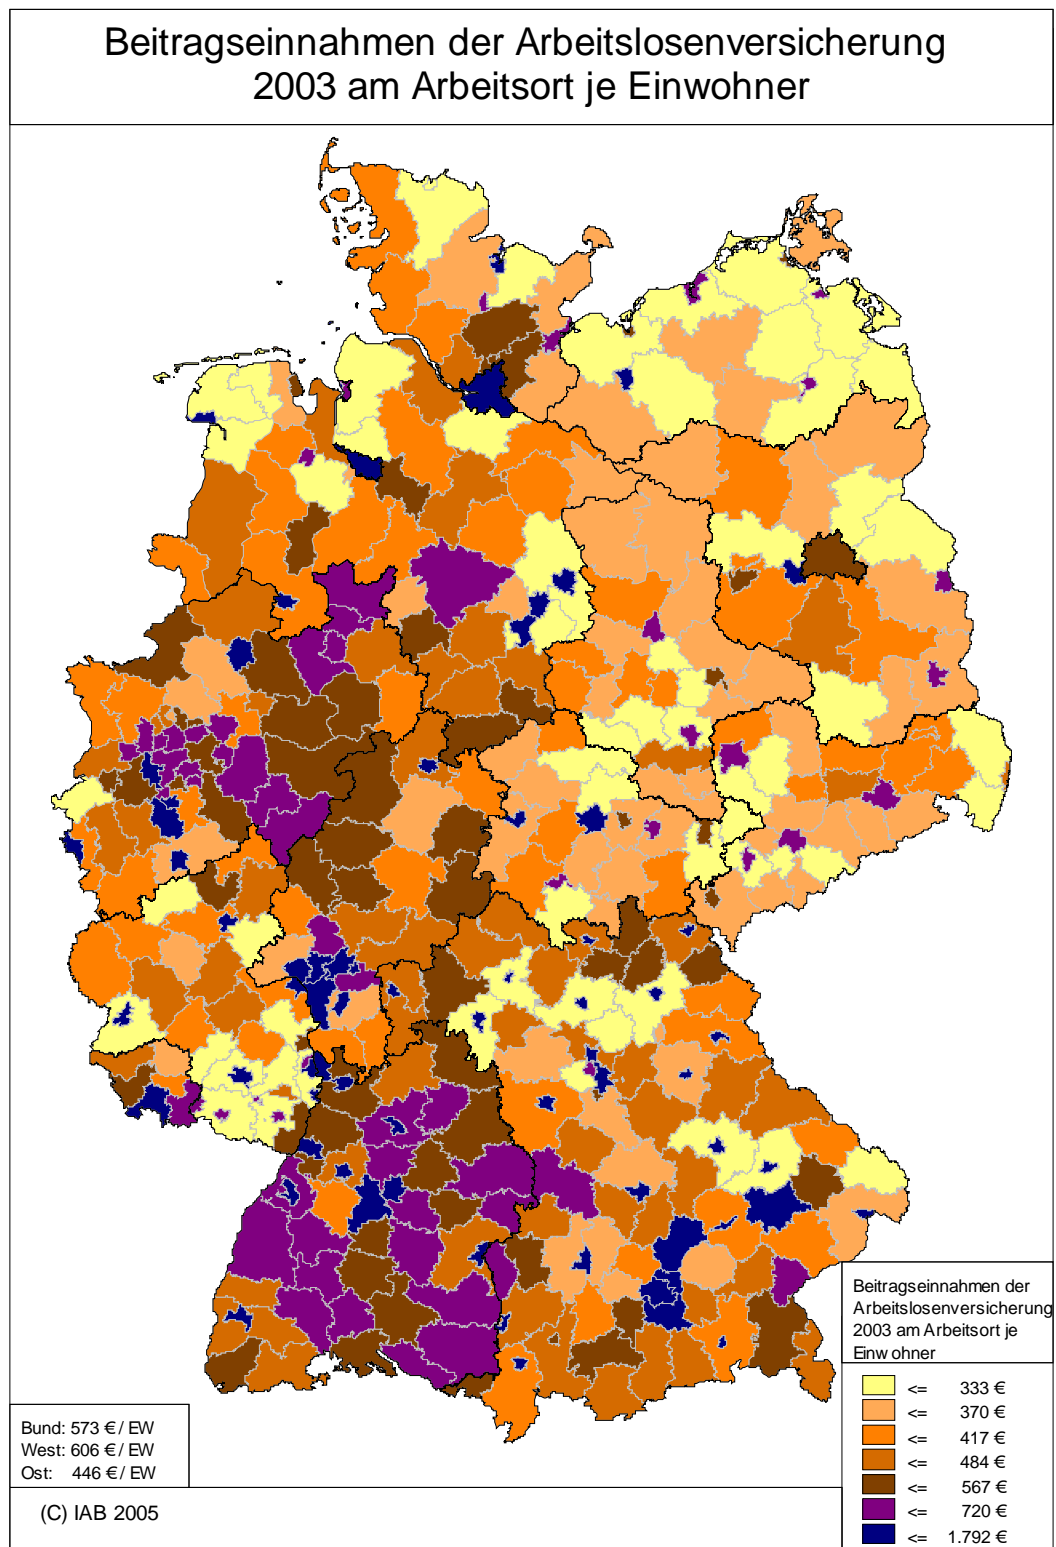 Beitragseinnahmen der Arbeitslosenversicherung
2003 am Arbeitsort je Einwohner
Beitragseinnahmen der
Arbeitslosenversicherung
2003 am Arbeitsort je
Einwohner
<= 333 €
<= 370 €
<= 417 €
<= 484 €
<= 567 €
<= 720 €
<= 1.792 €
Bund: 573 € / EW
West: 606 € / EW
Ost: 446 € / EW
(C) IAB 2005